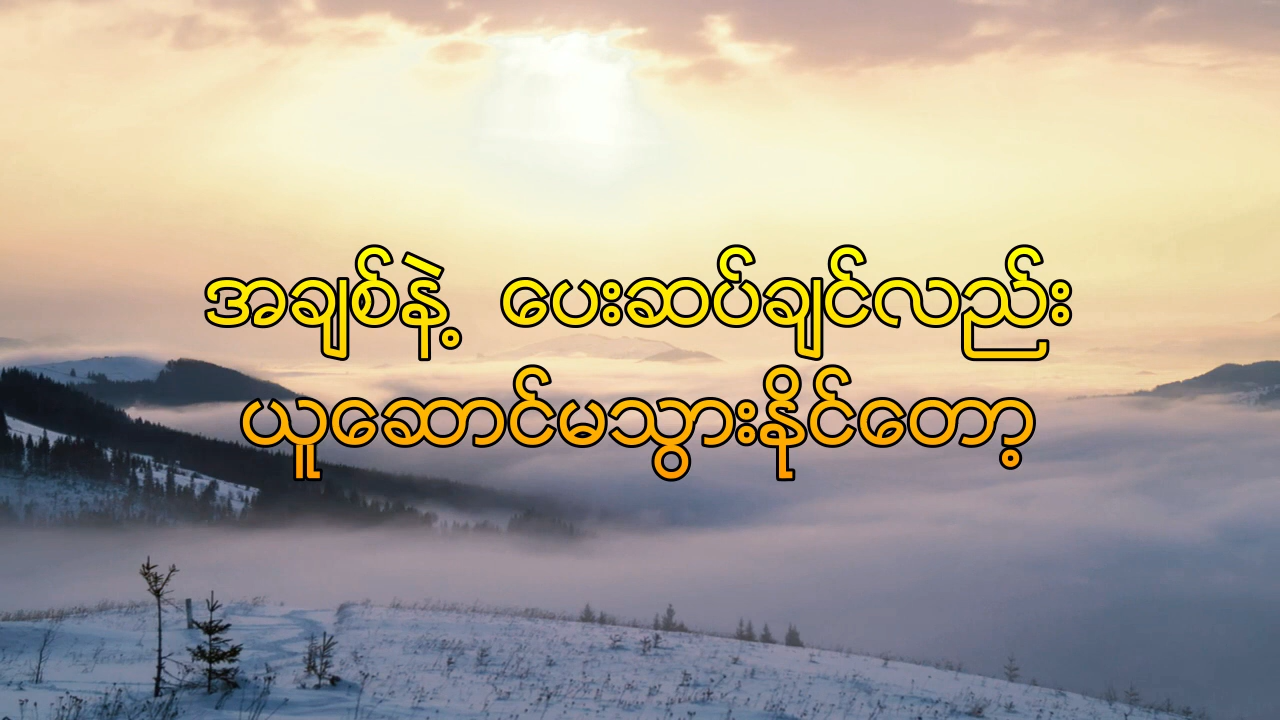 အချစ်နဲ့ ပေးဆပ်ချင်လည်း
ယူဆောင်မသွားနိုင်တော့